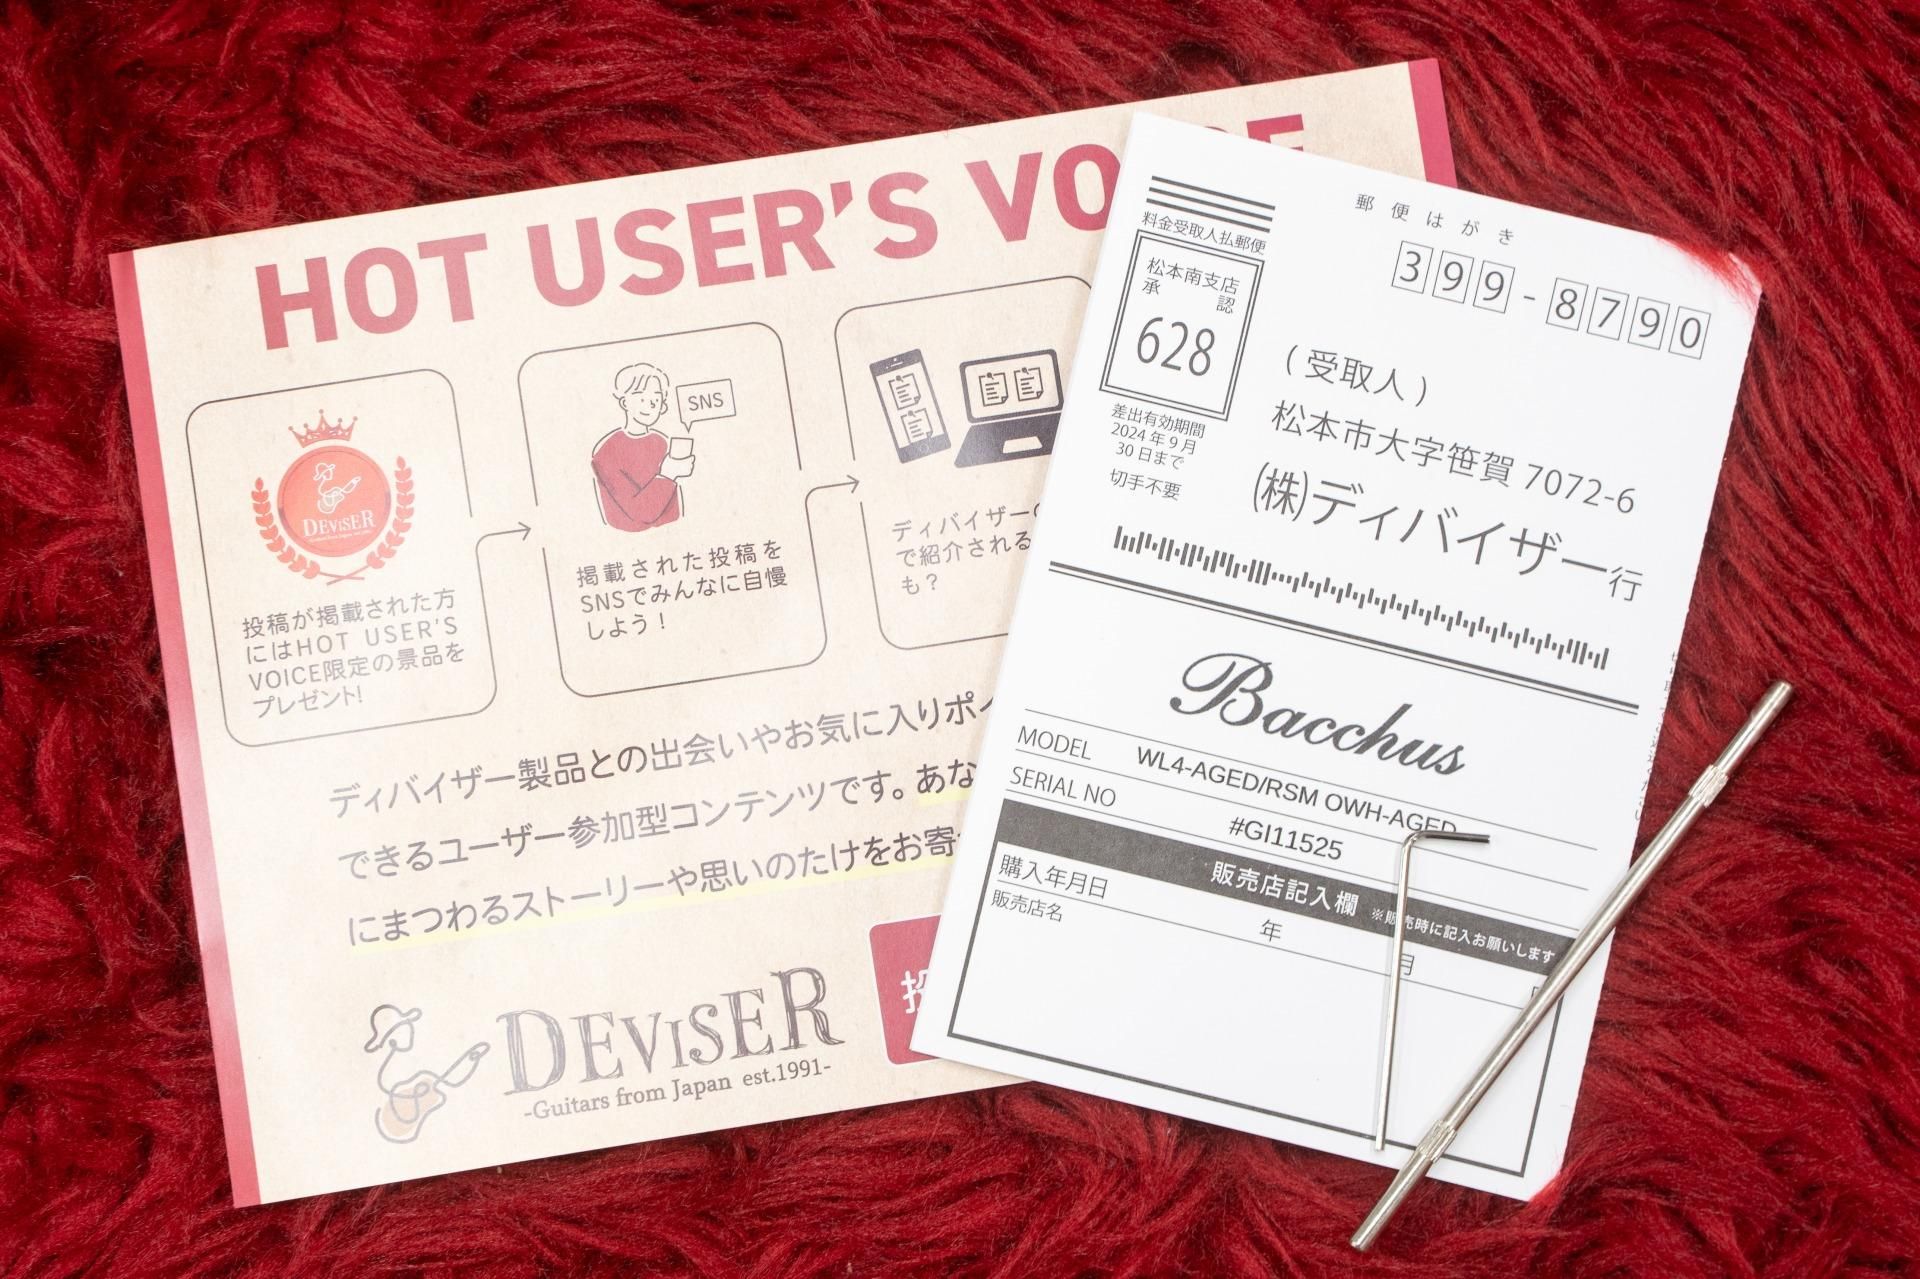 HOT USER'S VO
DEVISER
投稿が掲載された方
にはHOT USER'S
VOICE限定の景品を
プレゼント!
SNS
掲載された投稿を
SNSでみんなに自慢
しよう！
ディバイザーの
で紹介される
も？
ディバイザー製品との出会いやお気に入りポイ
できるユーザー参加型コンテンツです。あな
にまつわるストーリーや思いのたけをお寄せ
DEVISER
-Guitars from Japan est.1991-
郵便はがき
料金受取人払郵便
399-8790
松本南支店
承認
628
差出有効期間
2024年9月
30日まで
切手不要
(受取人)
松本市大字笹賀 7072-6
(株)ディバイザー行
Bacchus
MODEL WL4-AGED/RSM OWH-AGED
SERIAL NO #GI11525
販売店記入欄 ※販売時に記入お願いします
購入年月日 年 月
販売店名